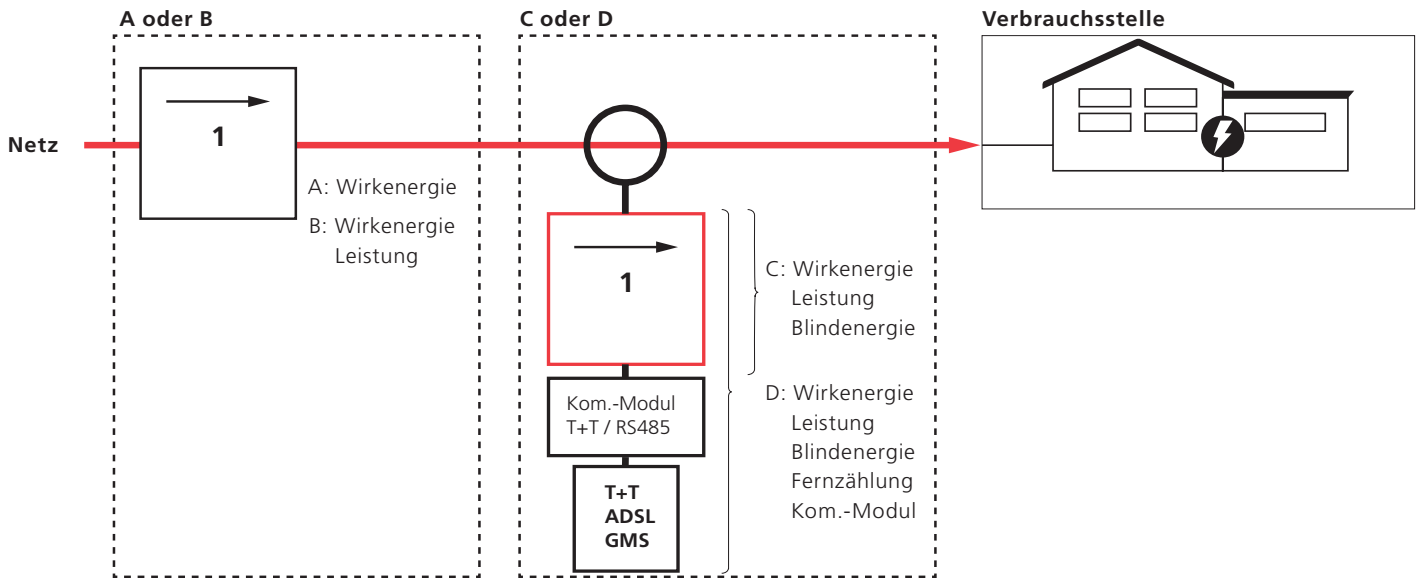 A oder B
C oder D
Verbrauchsstelle
Netz
1
A: Wirkenergie
B: Wirkenergie
Leistung
1
C: Wirkenergie
Leistung
Blindenergie
Kom.-Modul
T+T / RS485
D: Wirkenergie
Leistung
Blindenergie
Fernzählung
Kom.-Modul
T+T
ADSL
GMS